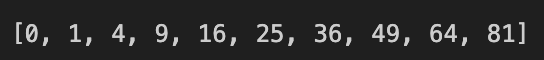 [0, 1, 4, 9, 16, 25, 36, 49, 64, 81]